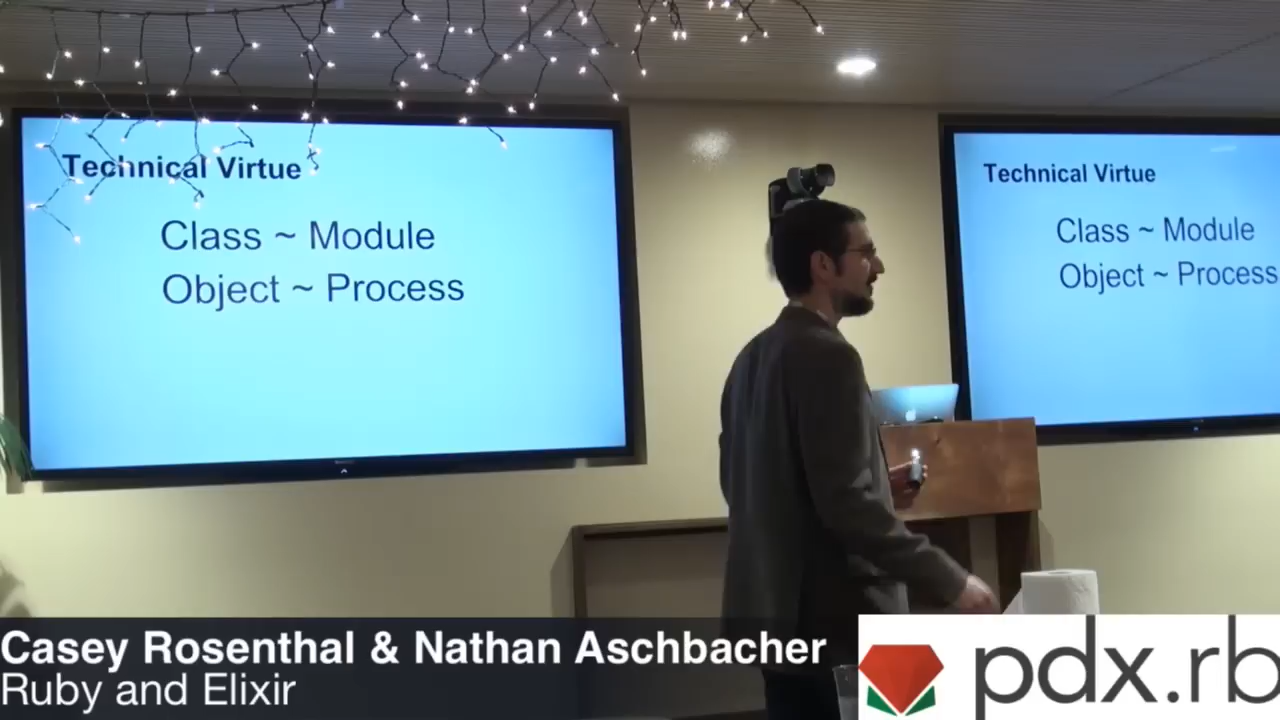 Technical Virtue
Class ~ Module
Object ~ Process
Technical Virtue
Class ~ Module
Object ~ Process
Casey Rosenthal & Nathan Aschbacher
Ruby and Elixir
pdx.rb